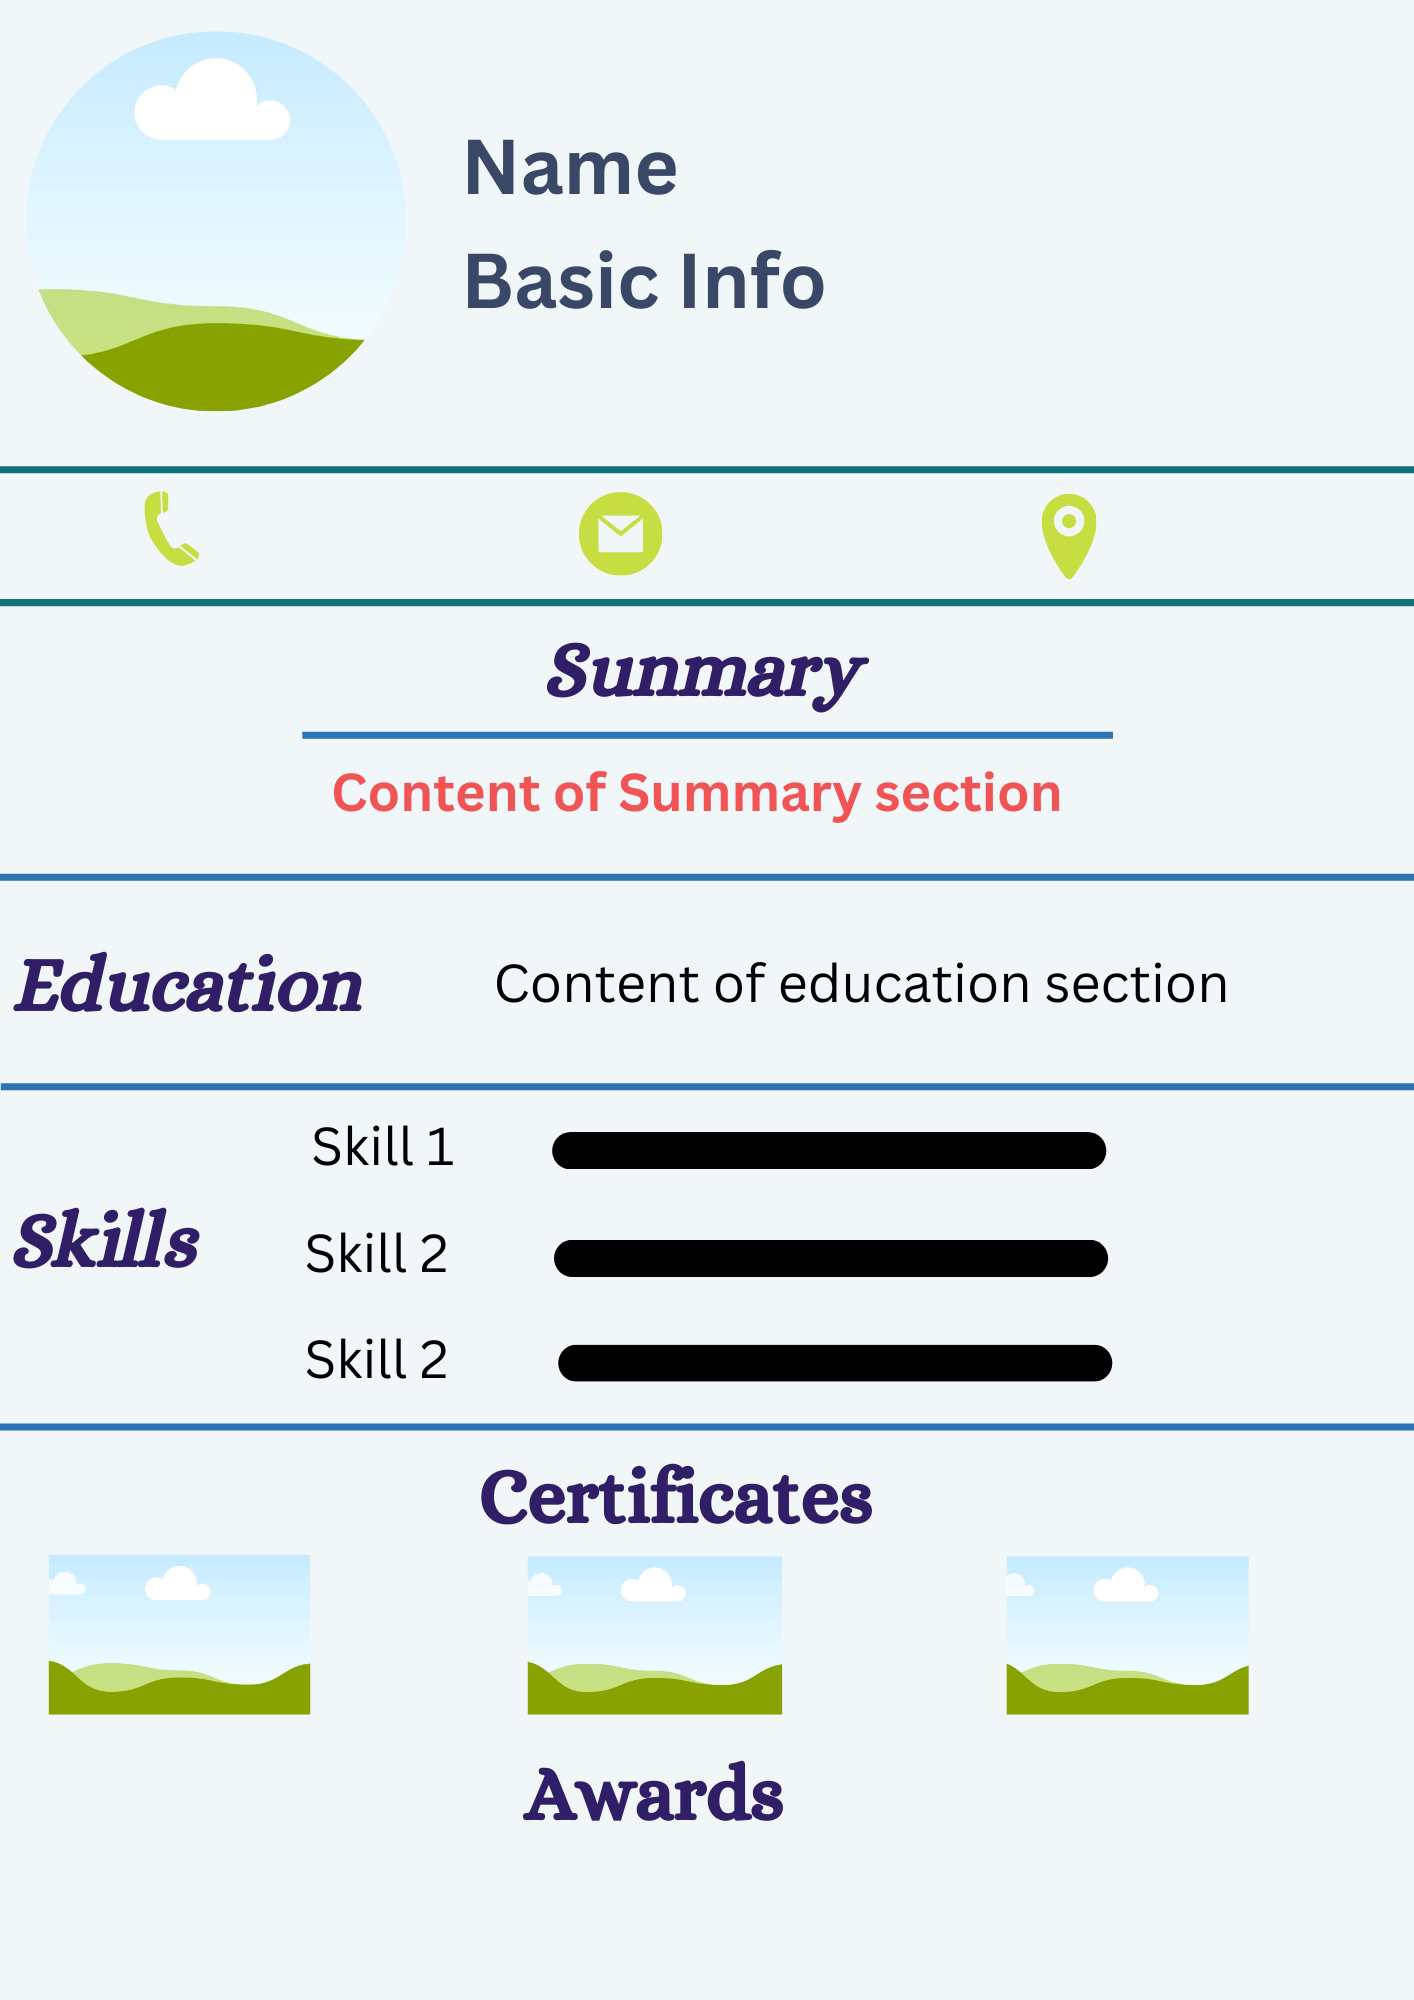 Name
Basic Info
Sunmary
Content of Summary section
Education
Content of education section
Skill 1
Skills
Skill 2
Skill 2
Certificates
Awards